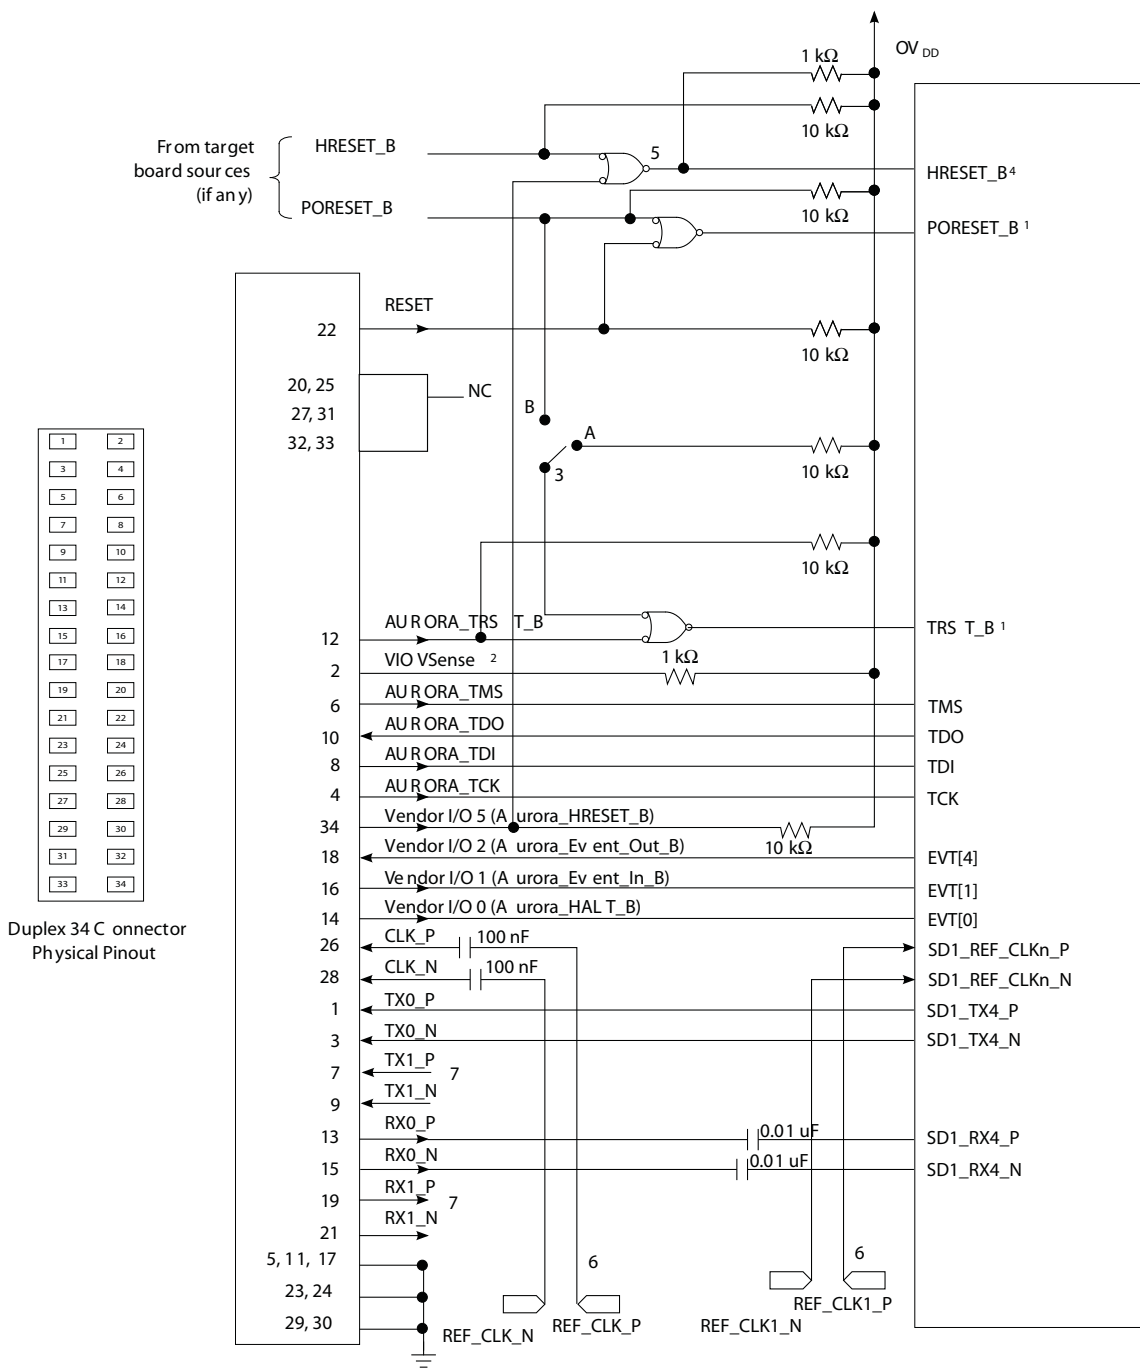 OV DD
1 kΩ
10 kΩ
From target
board sources
(if any)
HRESET_B
5
HRESET_B 4
PORESET_B
10 kΩ
PORESET_B 1
RESET
22
10 kΩ
20, 25
27, 31
32, 33
NC
B
A
3
10 kΩ
10 kΩ
1 2
3 4
5 6
7 8
9 10
11 12
13 14
15 16
17 18
19 20
21 22
23 24
25 26
27 28
29 30
31 32
33 34
Duplex 34 Connector
Physical Pinout
12 AURORA_TRST_B
TRST_B 1
2 VIO VSense 2
1 kΩ
6 AURORA_TMS
TMS
10 AURORA_TDO
TDO
8 AURORA_TDI
TDI
4 AURORA_TCK
TCK
34 Vendor I/O 5 (Aurora_HRESET_B)
10 kΩ
18 Vendor I/O 2 (Aurora_Event_Out_B)
EVT[4]
16 Vendor I/O 1 (Aurora_Event_In_B)
EVT[1]
14 Vendor I/O 0 (Aurora_HALT_B)
EVT[0]
26 CLK_P 100 nF
SD1_REF_CLKn_P
28 CLK_N 100 nF
SD1_REF_CLKn_N
1 TX0_P
SD1_TX4_P
3 TX0_N
SD1_TX4_N
7 TX1_P 7
9 TX1_N
13 RX0_P 0.01 uF
SD1_RX4_P
15 RX0_N 0.01 uF
SD1_RX4_N
19 RX1_P 7
21 RX1_N
5, 11, 17
23, 24
29, 30
6
6
REF_CLK_N
REF_CLK_P
REF_CLK1_N
REF_CLK1_P